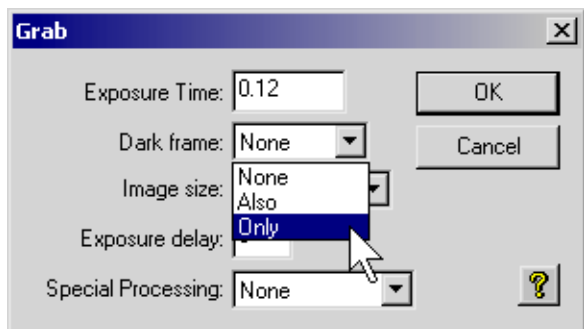 Grab
Exposure Time: 0.12 OK
Dark frame: None Cancel
None
Image size:
Also
Only
Exposure delay:
Special Processing: None